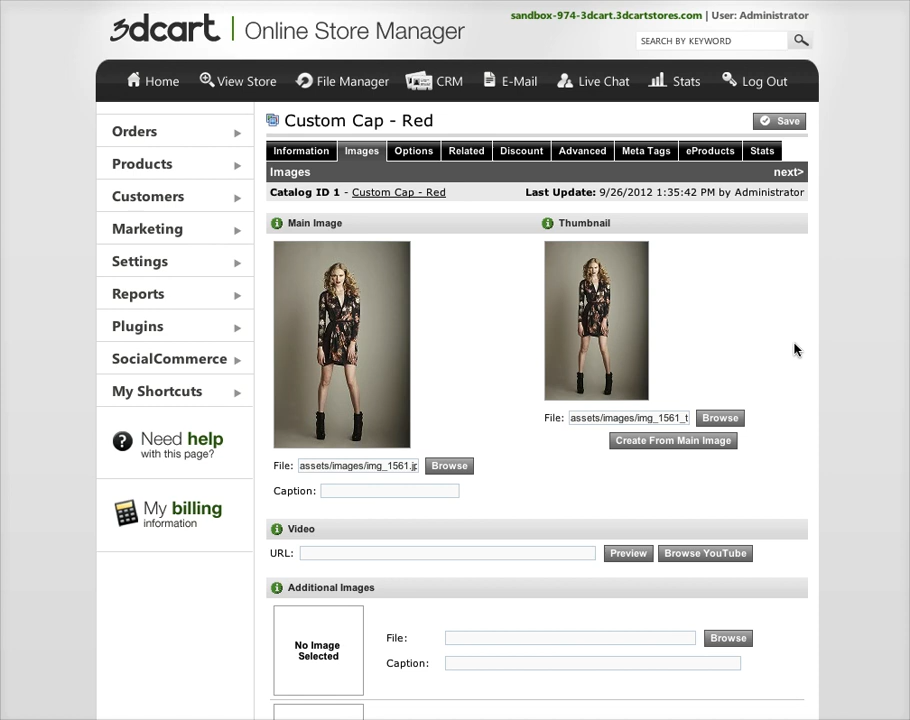 3dcart | Online Store Manager
sandbox-974-3dcart.3dcartstores.com | User: Administrator
SEARCH BY KEYWORD
Home View Store File Manager CRM E-Mail Live Chat Stats Log Out
Orders
Products
Customers
Marketing
Settings
Reports
Plugins
SocialCommerce
My Shortcuts
? Need help
with this page?
My billing
information
Custom Cap - Red
Save
Information Images Options Related Discount Advanced Meta Tags eProducts Stats
Images next>
Catalog ID 1 - Custom Cap - Red Last Update: 9/26/2012 1:35:42 PM by Administrator
Main Image
Thumbnail
File: assets/images/img_1561_t Browse
Create From Main Image
File: assets/images/img_1561.jp Browse
Caption:
Video
URL: Preview Browse YouTube
Additional Images
No Image
Selected
File: Browse
Caption: